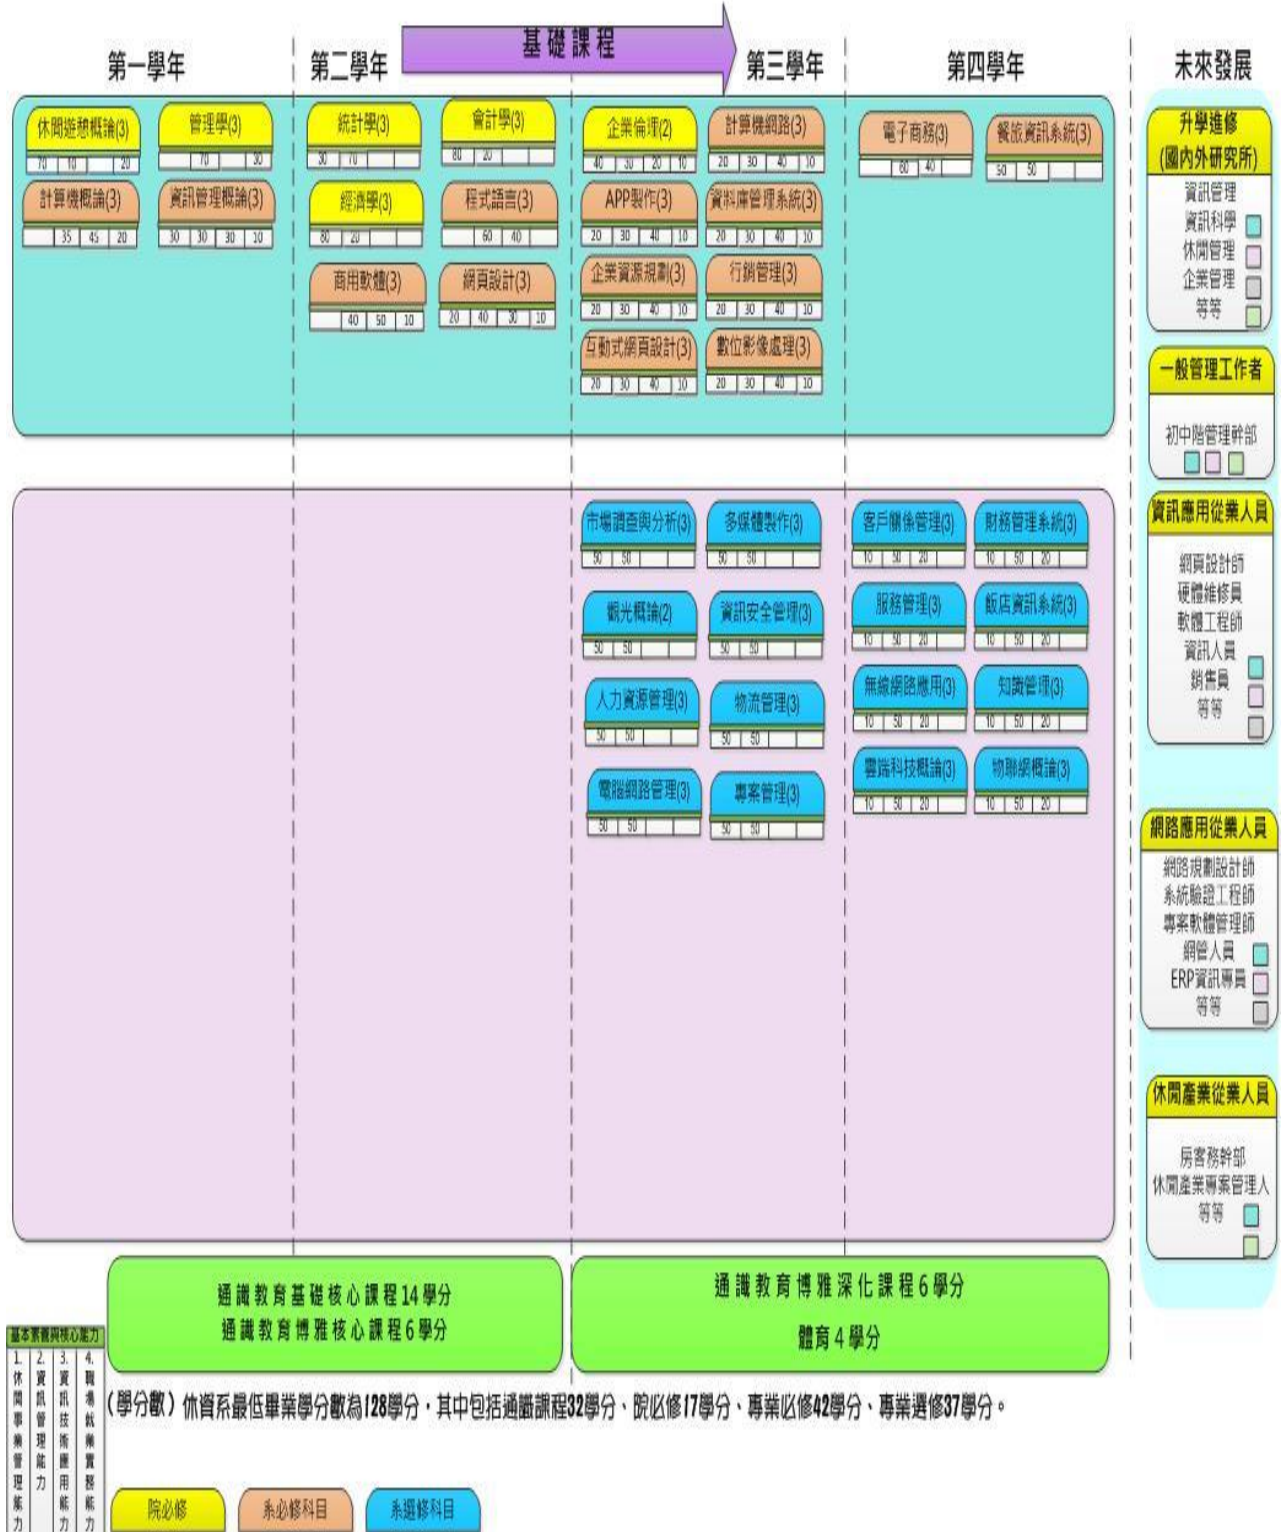 基礎課程
第一學年
第二學年
第三學年
第四學年
未來發展
休閒遊憩概論(3)
70 10 20
管理學(3)
70 30
計算機概論(3)
35 45 20
資訊管理概論(3)
30 30 30 10
統計學(3)
30 70
會計學(3)
80 20
經濟學(3)
80 20
程式語言(3)
60 40
商用軟體(3)
40 50 10
網頁設計(3)
20 40 30 10
企業倫理(2)
40 30 20 10
計算機網路(3)
20 30 40 10
APP製作(3)
20 30 40 10
資料庫管理系統(3)
20 30 40 10
企業資源規劃(3)
20 30 40 10
行銷管理(3)
20 30 40 10
互動式網頁設計(3)
20 30 40 10
數位影像處理(3)
20 30 40 10
電子商務(3)
60 40
餐旅資訊系統(3)
50 50
市場調查與分析(3)
50 50
多媒體製作(3)
50 50
觀光概論(2)
50 50
資訊安全管理(3)
50 50
人力資源管理(3)
50 50
物流管理(3)
50 50
電腦網路管理(3)
50 50
專案管理(3)
50 50
客戶關係管理(3)
10 50 20
財務管理系統(3)
10 50 20
服務管理(3)
10 50 20
飯店資訊系統(3)
10 50 20
無線網路應用(3)
10 50 20
知識管理(3)
10 50 20
雲端科技概論(3)
10 50 20
物聯網概論(3)
10 50 20
升學進修
(國內外研究所)
資訊管理
資訊科學
休閒管理
企業管理
等等
一般管理工作者
初中階管理幹部
資訊應用從業人員
網頁設計師
硬體維修員
軟體工程師
資訊人員
銷售員
等等
網路應用從業人員
網路規劃設計師
系統驗證工程師
專案軟體管理師
網管人員
ERP資訊專員
等等
休閒產業從業人員
房客務幹部
休閒產業專案管理人
等等
通識教育基礎核心課程14學分
通識教育博雅核心課程6學分
通識教育博雅深化課程6學分
體育4學分
基本素養與核心能力
1.休閒事業管理能力
2.資訊管理能力
3.資訊技術應用能力
4.職場就業實務能力
(學分數)休資系最低畢業學分數為128學分，其中包括通識課程32學分、院必修17學分、專業必修42學分、專業選修37學分。
院必修
系必修科目
系選修科目